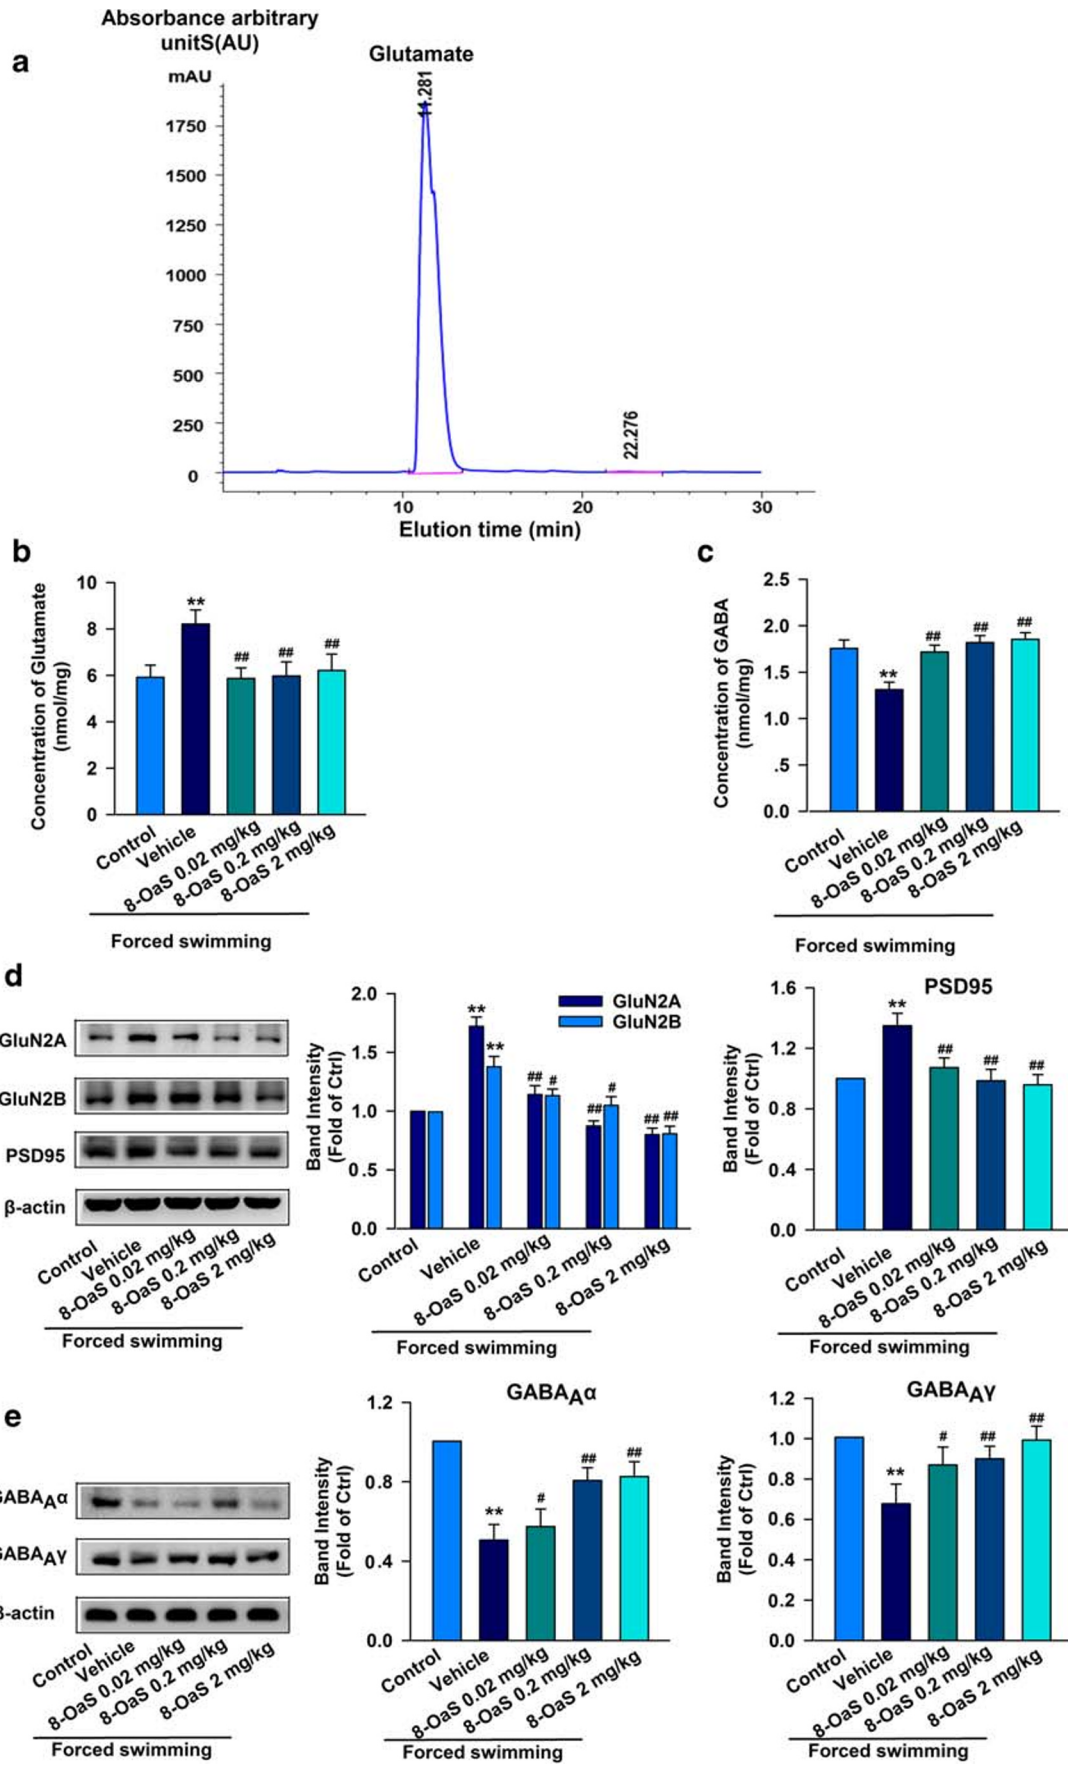 Absorbance arbitrary
unitS(AU)
a
Glutamate
mAU
11.281
1750
1500
1250
1000
750
500
250
0
22.276
10
20
30
Elution time (min)
b
Concentration of Glutamate
(nmol/mg)
10
8
6
4
2
0
**
##
##
##
Control
Vehicle
8-OaS 0.02 mg/kg
8-OaS 0.2 mg/kg
8-OaS 2 mg/kg
Forced swimming
c
Concentration of GABA
(nmol/mg)
2.5
2.0
1.5
1.0
.5
0.0
**
##
##
##
Control
Vehicle
8-OaS 0.02 mg/kg
8-OaS 0.2 mg/kg
8-OaS 2 mg/kg
Forced swimming
d
GluN2A
GluN2B
PSD95
β-actin
Control
Vehicle
8-OaS 0.02 mg/kg
8-OaS 0.2 mg/kg
8-OaS 2 mg/kg
Forced swimming
Band Intensity
(Fold of Ctrl)
2.0
1.5
1.0
0.5
0.0
GluN2A
GluN2B
**
**
##
#
##
#
##
##
Control
Vehicle
8-OaS 0.02 mg/kg
8-OaS 0.2 mg/kg
8-OaS 2 mg/kg
Forced swimming
PSD95
Band Intensity
(Fold of Ctrl)
1.6
1.2
0.8
0.4
0.0
**
##
##
##
Control
Vehicle
8-OaS 0.02 mg/kg
8-OaS 0.2 mg/kg
8-OaS 2 mg/kg
Forced swimming
e
GABAAα
GABAAγ
β-actin
Control
Vehicle
8-OaS 0.02 mg/kg
8-OaS 0.2 mg/kg
8-OaS 2 mg/kg
Forced swimming
GABAAα
Band Intensity
(Fold of Ctrl)
1.2
0.8
0.4
0.0
**
#
##
##
Control
Vehicle
8-OaS 0.02 mg/kg
8-OaS 0.2 mg/kg
8-OaS 2 mg/kg
Forced swimming
GABAAγ
Band Intensity
(Fold of Ctrl)
1.2
1.0
0.8
0.6
0.4
0.2
0.0
**
#
##
##
Control
Vehicle
8-OaS 0.02 mg/kg
8-OaS 0.2 mg/kg
8-OaS 2 mg/kg
Forced swimming